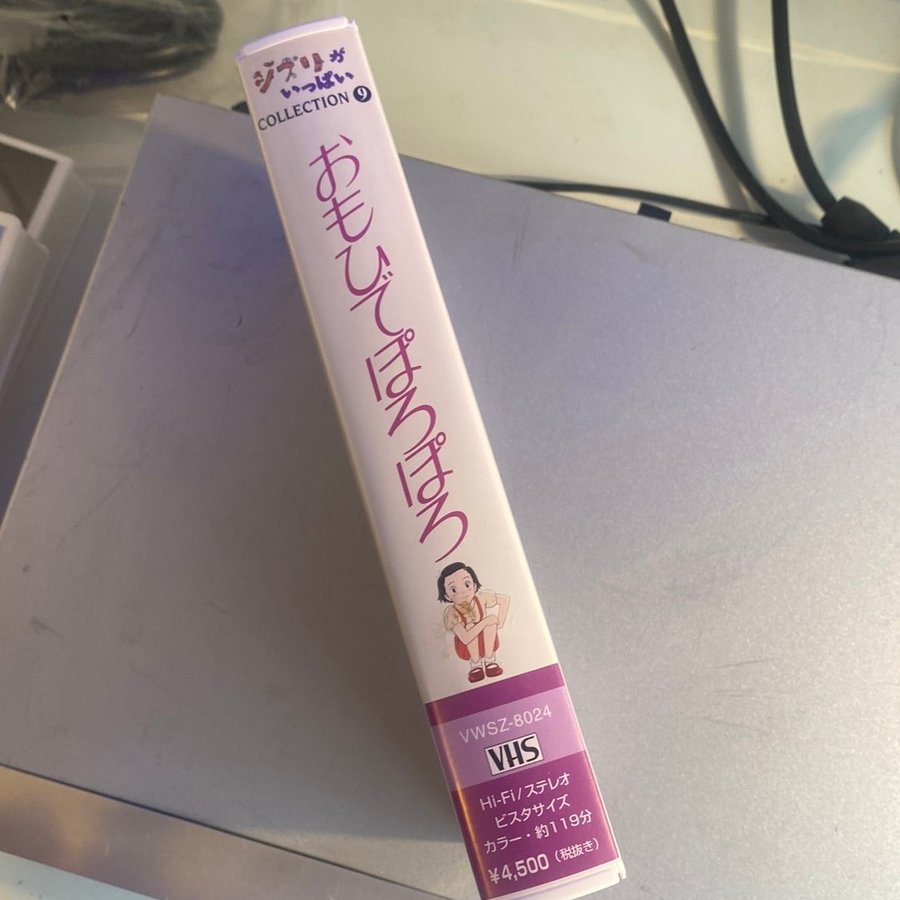 ジブリが
いっぱい
COLLECTION 9
おもひでぽろぽろ
VWSZ-8024
VHS
Hi-Fi/ステレオ
ビスタサイズ
カラー・約119分
¥4,500（税抜き）